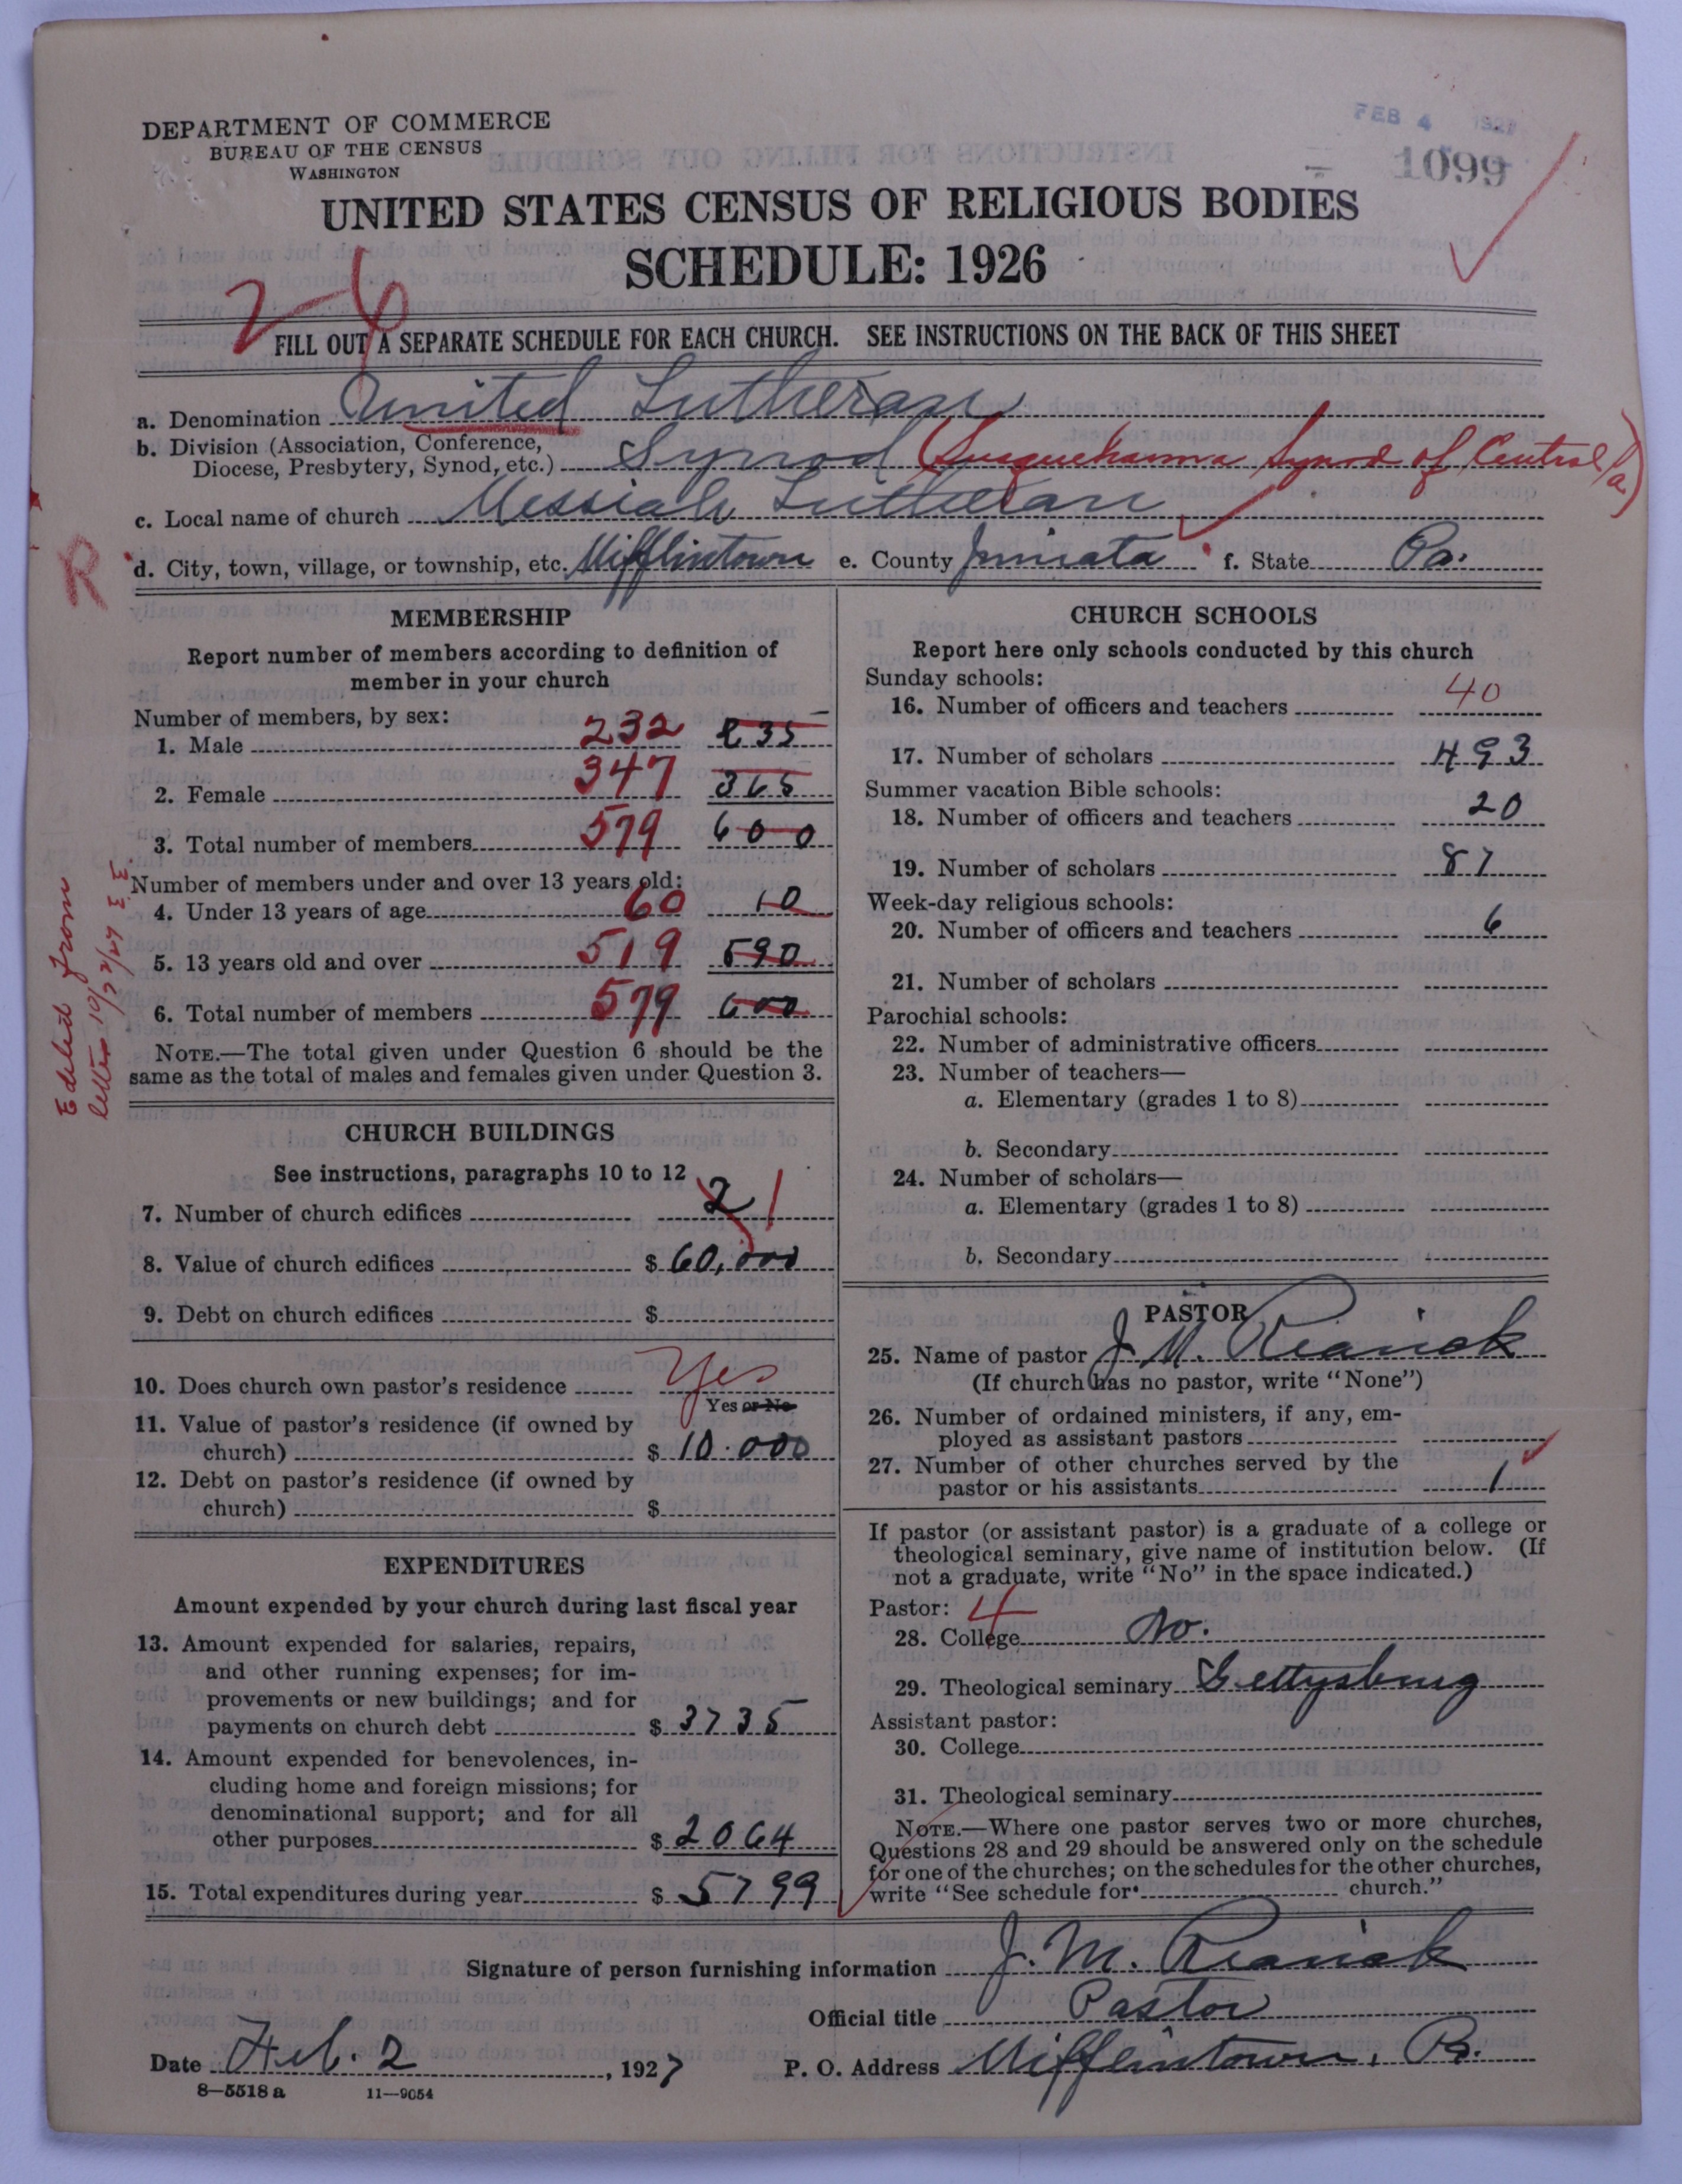 DEPARTMENT OF COMMERCE
BUREAU OF THE CENSUS
WASHINGTON
FEB 4
1099
UNITED STATES CENSUS OF RELIGIOUS BODIES
SCHEDULE: 1926
2-6
FILL OUT A SEPARATE SCHEDULE FOR EACH CHURCH. SEE INSTRUCTIONS ON THE BACK OF THIS SHEET
a. Denomination United Lutheran
b. Division (Association, Conference, Diocese, Presbytery, Synod, etc.) Synod (Susquehanna Synod of Central Pa.)
c. Local name of church Messiah Lutheran
d. City, town, village, or township, etc. Mifflintown e. County Juniata f. State Pa.
R
Edited from
letter 10/22/27
MEMBERSHIP
Report number of members according to definition of
member in your church
Number of members, by sex:
1. Male 232 235
2. Female 347 365
3. Total number of members 579 600
Number of members under and over 13 years old:
4. Under 13 years of age 60 10
5. 13 years old and over 519 590
6. Total number of members 579 600
NOTE.—The total given under Question 6 should be the
same as the total of males and females given under Question 3.
CHURCH BUILDINGS
See instructions, paragraphs 10 to 12
7. Number of church edifices 2 1
8. Value of church edifices $ 60,000
9. Debt on church edifices $
10. Does church own pastor's residence Yes
Yes or No
11. Value of pastor's residence (if owned by
church) $ 10.000
12. Debt on pastor's residence (if owned by
church) $
EXPENDITURES
Amount expended by your church during last fiscal year
13. Amount expended for salaries, repairs,
and other running expenses; for im-
provements or new buildings; and for
payments on church debt $ 3735
14. Amount expended for benevolences, in-
cluding home and foreign missions; for
denominational support; and for all
other purposes $ 2064
15. Total expenditures during year $ 5799
CHURCH SCHOOLS
Report here only schools conducted by this church
Sunday schools:
16. Number of officers and teachers 40
17. Number of scholars 493
Summer vacation Bible schools:
18. Number of officers and teachers 20
19. Number of scholars 87
Week-day religious schools:
20. Number of officers and teachers 6
21. Number of scholars
Parochial schools:
22. Number of administrative officers
23. Number of teachers—
a. Elementary (grades 1 to 8)
b. Secondary
24. Number of scholars—
a. Elementary (grades 1 to 8)
b. Secondary
PASTOR
25. Name of pastor J. M.
(If church has no pastor, write "None")
26. Number of ordained ministers, if any, em-
ployed as assistant pastors
27. Number of other churches served by the
pastor or his assistants 1
If pastor (or assistant pastor) is a graduate of a college or
theological seminary, give name of institution below. (If
not a graduate, write "No" in the space indicated.)
Pastor: 4
28. College No.
29. Theological seminary Gettysburg
Assistant pastor:
30. College
31. Theological seminary
NOTE.—Where one pastor serves two or more churches,
Questions 28 and 29 should be answered only on the schedule
for one of the churches; on the schedules for the other churches,
write "See schedule for church."
Signature of person furnishing information J. M.
Official title Pastor
Date Feb. 2, 1927 P. O. Address Mifflintown, Pa.
8-5518 a 11-9054